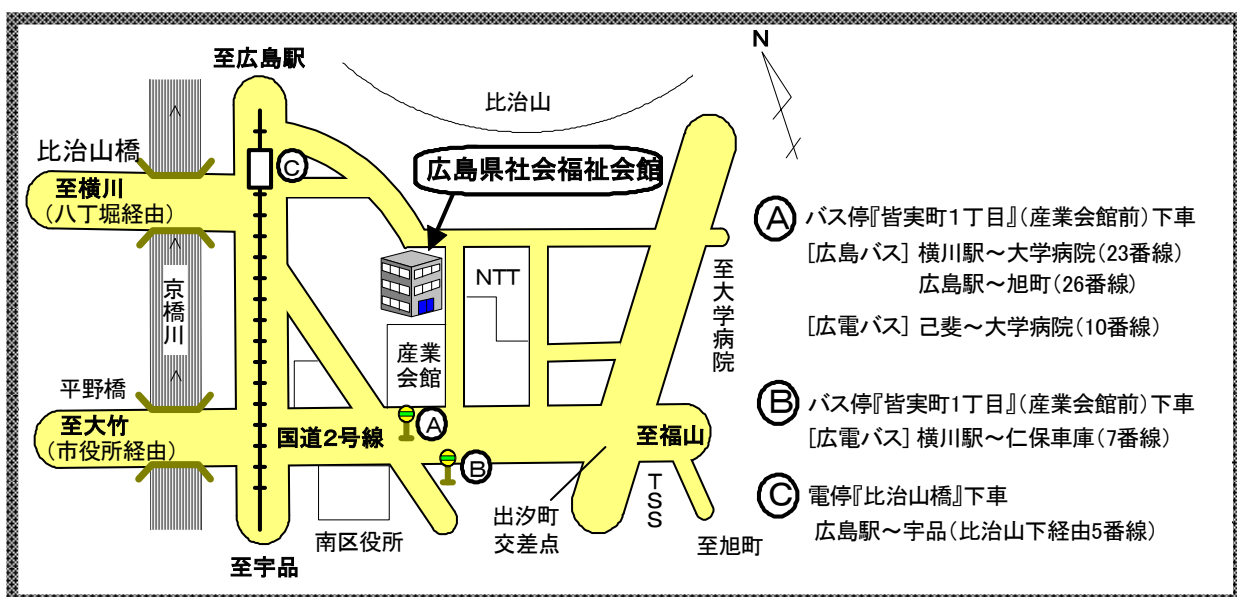 至広島駅
N
比治山
比治山橋
C
広島県社会福祉会館
至横川
(八丁堀経由)
京橋川
NTT
至大学病院
産業
会館
平野橋
至大竹
(市役所経由)
国道2号線
A
B
至福山
TSS
南区役所
出汐町
交差点
至旭町
至宇品
A バス停『皆実町1丁目』(産業会館前)下車
[広島バス] 横川駅~大学病院(23番線)
広島駅~旭町(26番線)
[広電バス] 己斐~大学病院(10番線)
B バス停『皆実町1丁目』(産業会館前)下車
[広電バス] 横川駅~仁保車庫(7番線)
C 電停『比治山橋』下車
広島駅~宇品(比治山下経由5番線)